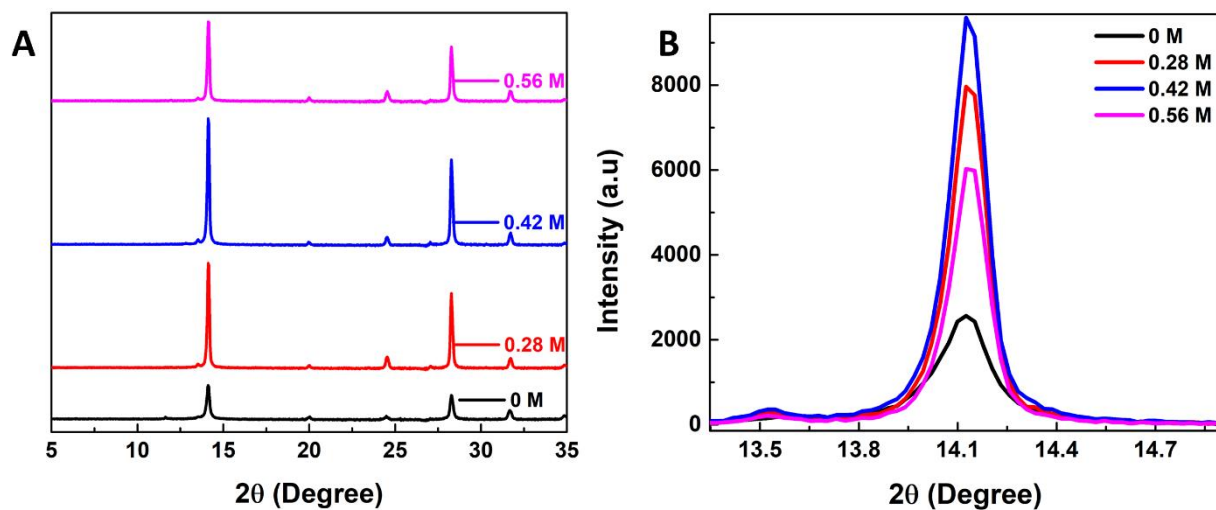 A
0.56 M
0.42 M
0.28 M
0 M
5 10 15 20 25 30 35
2θ (Degree)
B
0 M
0.28 M
0.42 M
0.56 M
8000
6000
4000
2000
0
Intensity (a.u)
13.5 13.8 14.1 14.4 14.7
2θ (Degree)